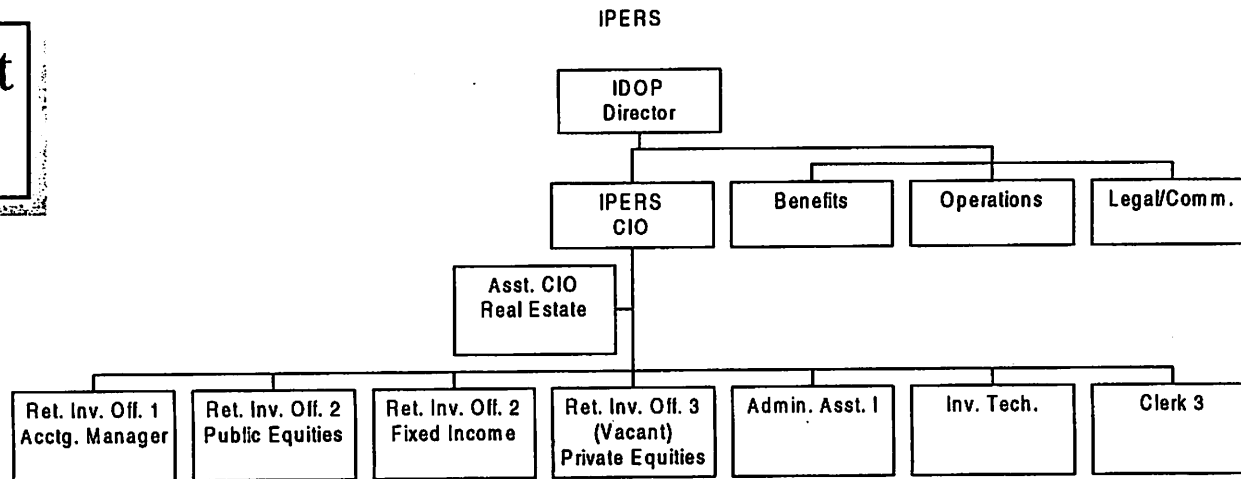 IPERS
IDOP
Director
IPERS
CIO
Benefits
Operations
Legal/Comm.
Asst. CIO
Real Estate
Ret. Inv. Off. 1
Acctg. Manager
Ret. Inv. Off. 2
Public Equities
Ret. Inv. Off. 2
Fixed Income
Ret. Inv. Off. 3
(Vacant)
Private Equities
Admin. Asst. I
Inv. Tech.
Clerk 3